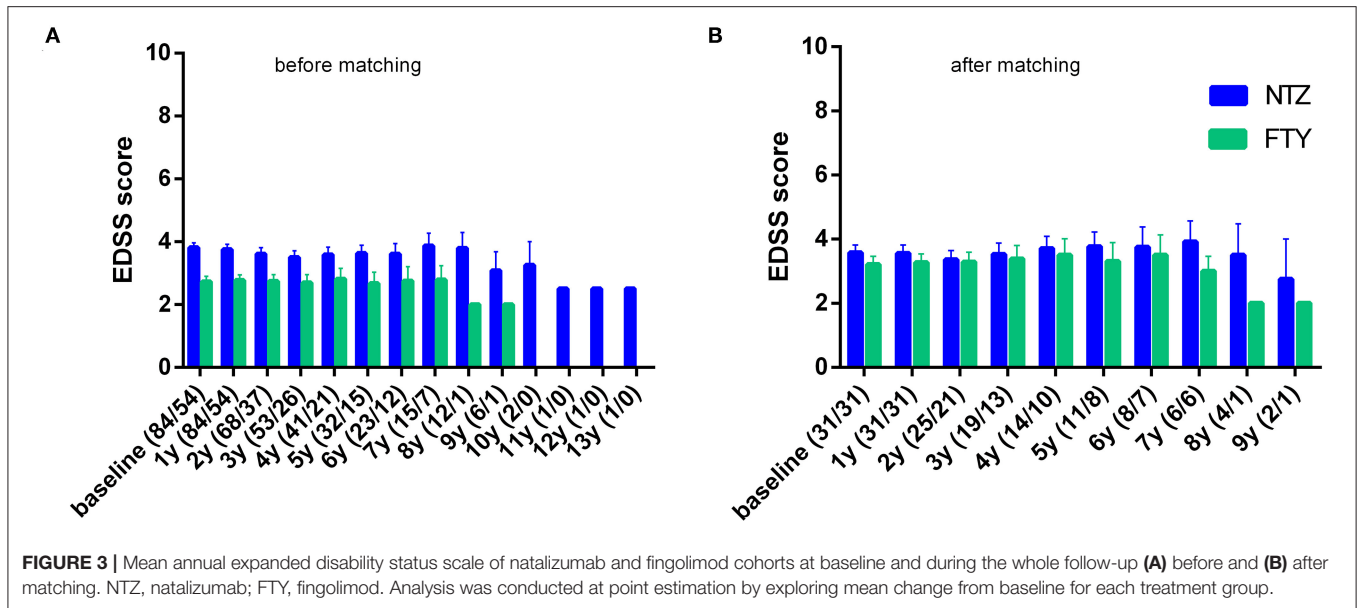 A
before matching
EDSS score
10
8
6
4
2
0
baseline (84/54)
1y (84/54)
2y (68/37)
3y (53/26)
4y (41/21)
5y (32/15)
6y (23/12)
7y (15/7)
8y (12/1)
9y (6/1)
10y (2/0)
11y (1/0)
12y (1/0)
13y (1/0)
B
after matching
NTZ
FTY
EDSS score
10
8
6
4
2
0
baseline (31/31)
1y (31/31)
2y (25/21)
3y (19/13)
4y (14/10)
5y (11/8)
6y (8/7)
7y (6/6)
8y (4/1)
9y (2/1)
FIGURE 3 | Mean annual expanded disability status scale of natalizumab and fingolimod cohorts at baseline and during the whole follow-up (A) before and (B) after
matching. NTZ, natalizumab; FTY, fingolimod. Analysis was conducted at point estimation by exploring mean change from baseline for each treatment group.